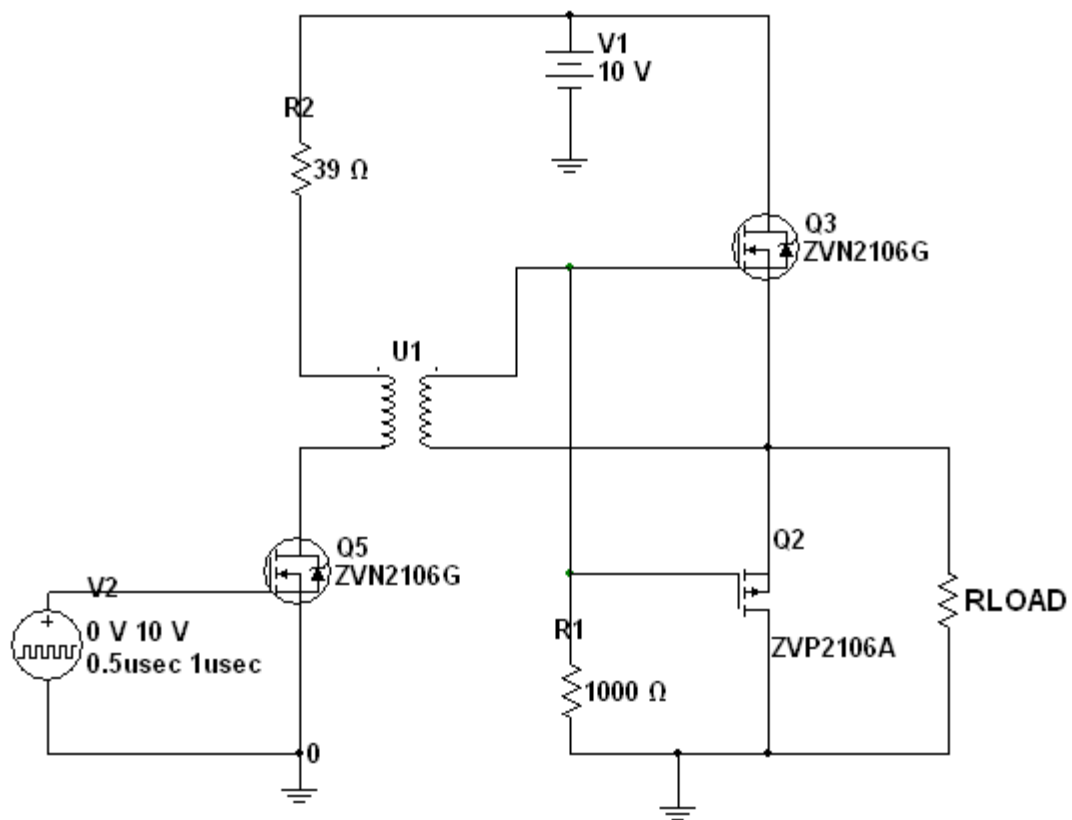 V1
10 V
R2
39 Ω
Q3
ZVN2106G
U1
Q5
ZVN2106G
V2
0 V 10 V
0.5usec 1usec
Q2
ZVP2106A
RLOAD
R1
1000 Ω
0